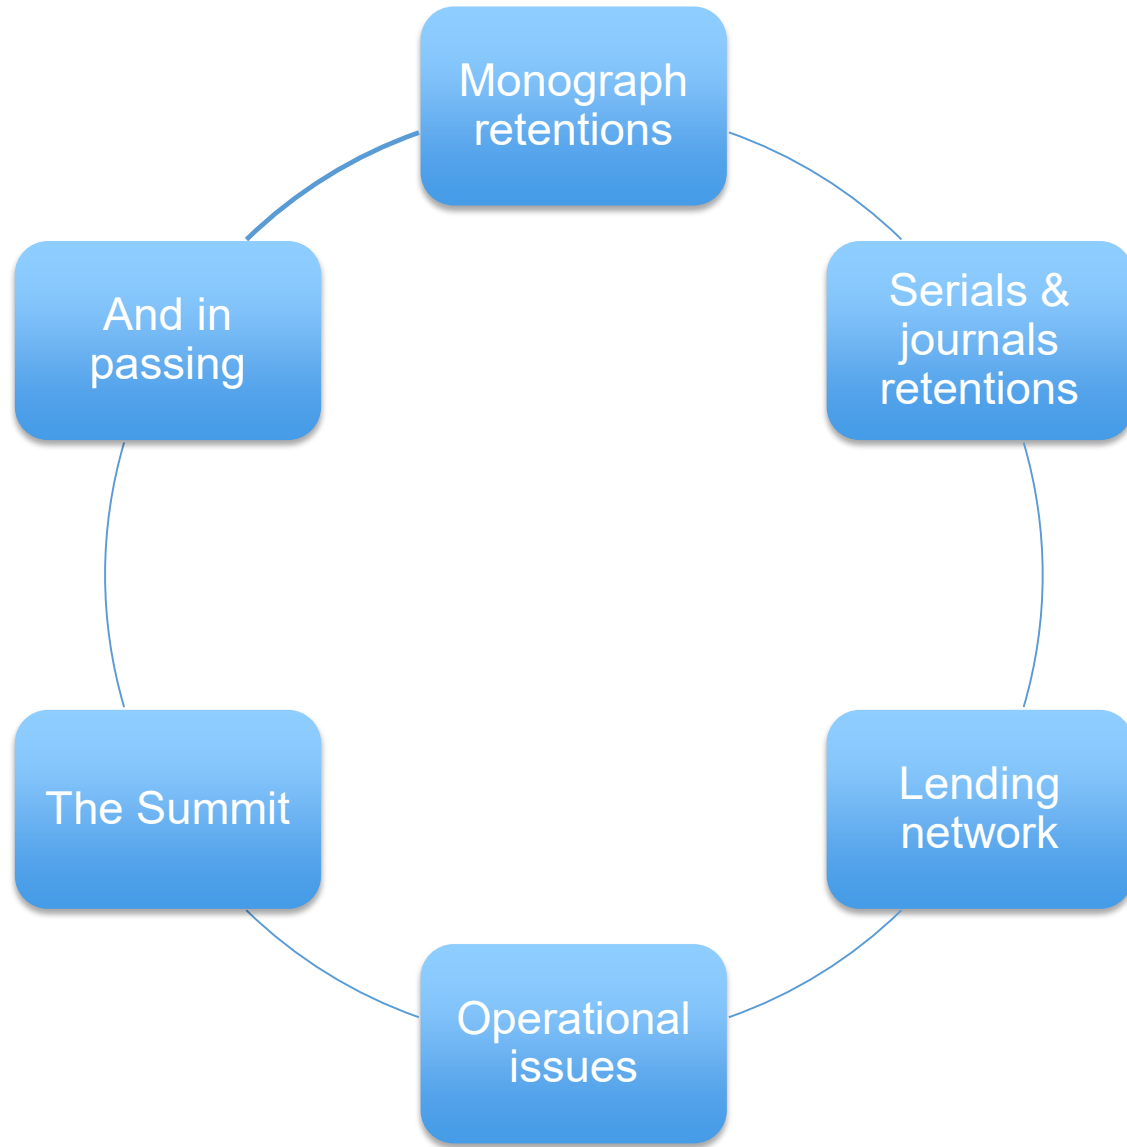 Monograph
retentions
Serials &
journals
retentions
Lending
network
Operational
issues
The Summit
And in
passing